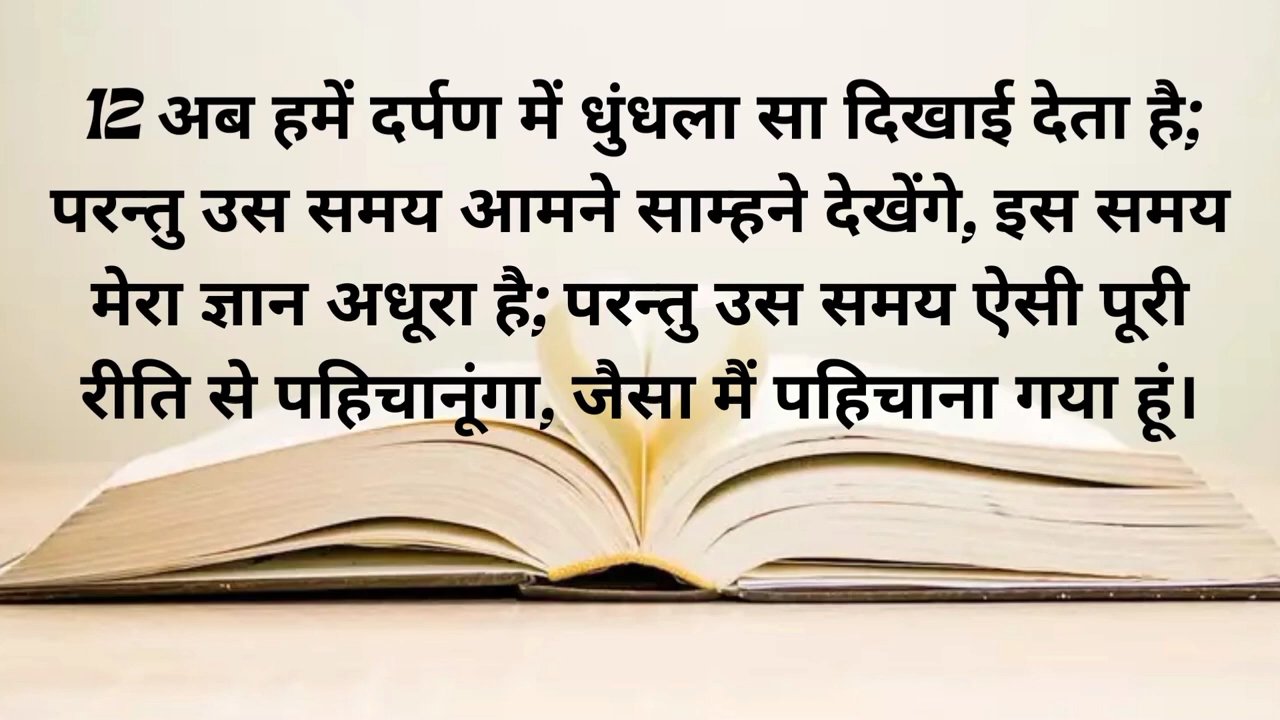 12 अब हमें दर्पण में धुंधला सा दिखाई देता है;
परन्तु उस समय आमने साम्हने देखेंगे, इस समय
मेरा ज्ञान अधूरा है; परन्तु उस समय ऐसी पूरी
रीति से पहिचानूंगा, जैसा मैं पहिचाना गया हूं।